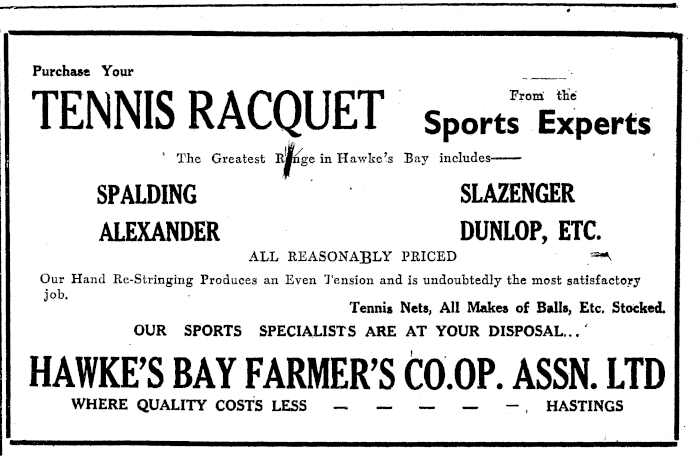 Purchase Your
TENNIS RACQUET
From the
Sports Experts
The Greatest Range in Hawke's Bay includes—
SPALDING SLAZENGER
ALEXANDER DUNLOP, ETC.
ALL REASONABLY PRICED
Our Hand Re-Stringing Produces an Even Tension and is undoubtedly the most satisfactory
job.
Tennis Nets, All Makes of Balls, Etc. Stocked.
OUR SPORTS SPECIALISTS ARE AT YOUR DISPOSAL...
HAWKE'S BAY FARMER'S CO.OP. ASSN. LTD
WHERE QUALITY COSTS LESS — — — — — HASTINGS